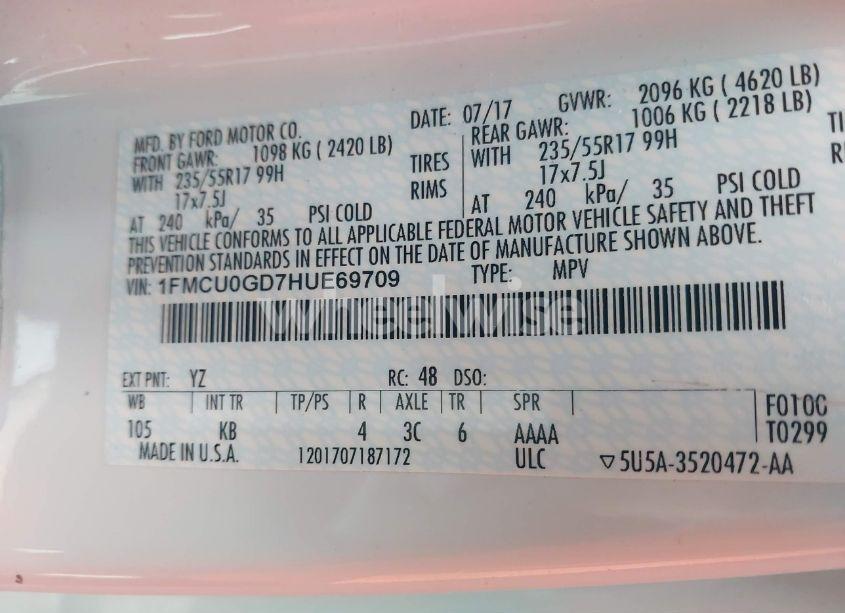 MFD. BY FORD MOTOR CO. DATE: 07/17 GVWR: 2096 KG ( 4620 LB)
FRONT GAWR: 1098 KG ( 2420 LB) REAR GAWR: 1006 KG ( 2218 LB)
WITH 235/55R17 99H TIRES WITH 235/55R17 99H TI
17x7.5J RIMS 17x7.5J R
AT 240 kPa/ 35 PSI COLD AT 240 kPa/ 35 PSI COLD
THIS VEHICLE CONFORMS TO ALL APPLICABLE FEDERAL MOTOR VEHICLE SAFETY AND THEFT
PREVENTION STANDARDS IN EFFECT ON THE DATE OF MANUFACTURE SHOWN ABOVE.
VIN: 1FMCU0GD7HUE69709 TYPE: MPV
wheelwise
EXT PNT: YZ RC: 48 DSO:
WB INT TR TP/PS R AXLE TR SPR F010C
105 KB 4 3C 6 AAAA T0299
MADE IN U.S.A. 1201707187172 ULC ▽5U5A-3520472-AA